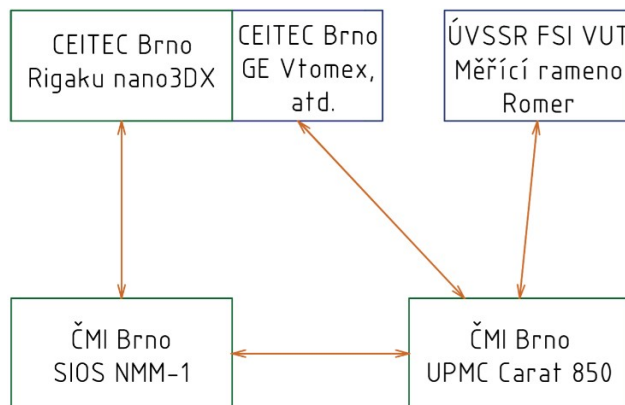 CEITEC Brno
Rigaku nano3DX
CEITEC Brno
GE Vtomex,
atd.
ÚVSSR FSI VUT
Měřící rameno
Romer
ČMI Brno
SIOS NMM-1
ČMI Brno
UPMC Carat 850